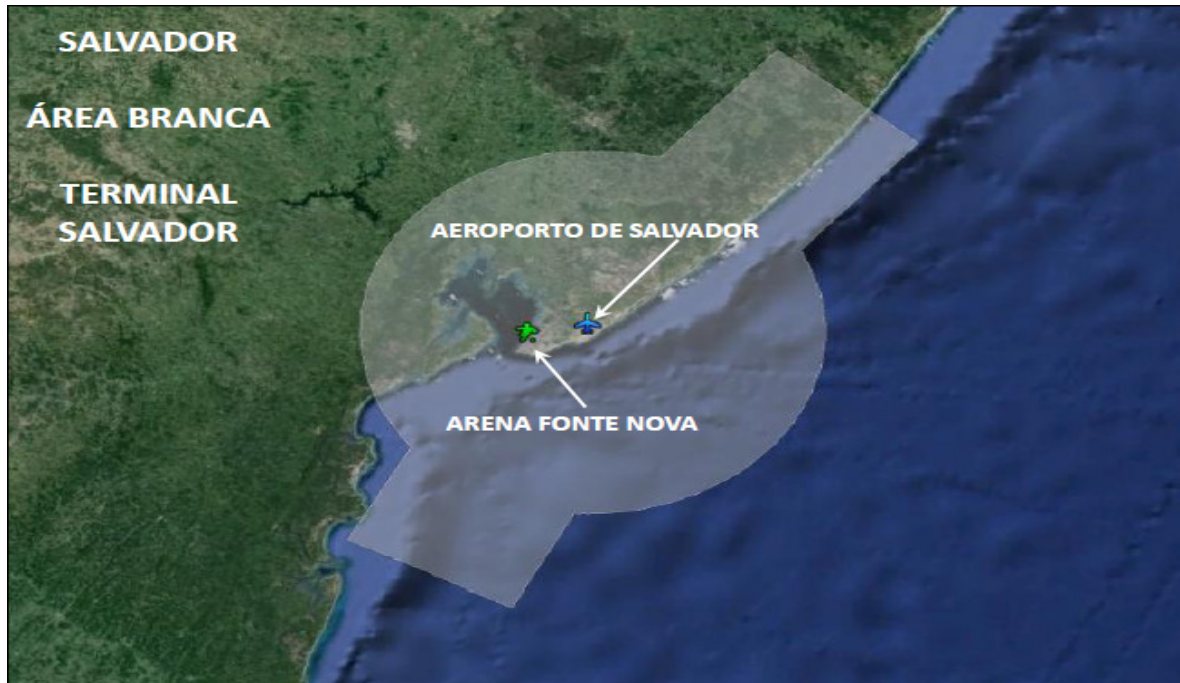 SALVADOR
ÁREA BRANCA
TERMINAL
SALVADOR
AEROPORTO DE SALVADOR
ARENA FONTE NOVA